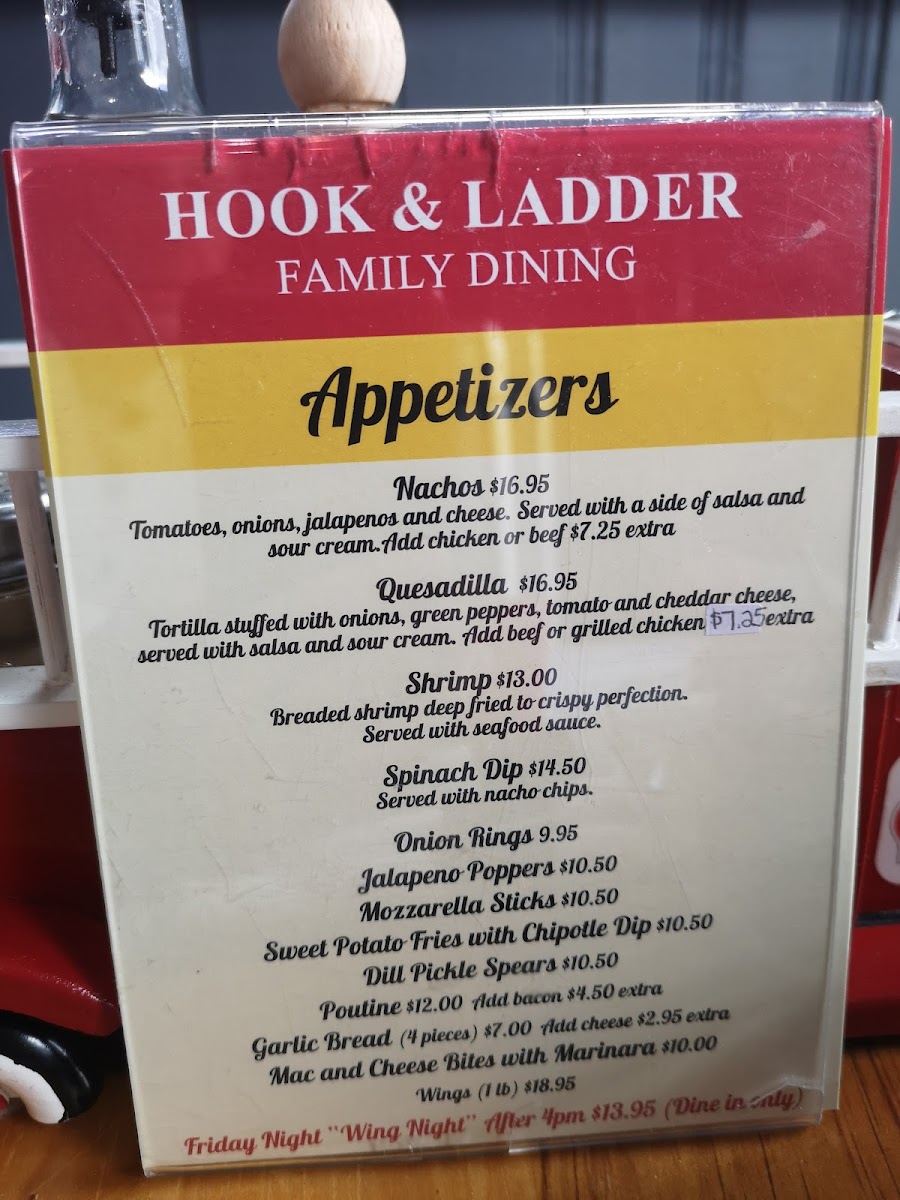 HOOK & LADDER
FAMILY DINING
Appetizers
Nachos $16.95
Tomatoes, onions, jalapenos and cheese. Served with a side of salsa and
sour cream.Add chicken or beef $7.25 extra
Quesadilla $16.95
Tortilla stuffed with onions, green peppers, tomato and cheddar cheese,
served with salsa and sour cream. Add beef or grilled chicken $7.25 extra
Shrimp $13.00
Breaded shrimp deep fried to crispy perfection.
Served with seafood sauce.
Spinach Dip $14.50
Served with nacho chips.
Onion Rings 9.95
Jalapeno Poppers $10.50
Mozzarella Sticks $10.50
Sweet Potato Fries with Chipotle Dip $10.50
Dill Pickle Spears $10.50
Poutine $12.00 Add bacon $4.50 extra
Garlic Bread (4 pieces) $7.00 Add cheese $2.95 extra
Mac and Cheese Bites with Marinara $10.00
Wings (1 lb) $18.95
Friday Night "Wing Night" After 4pm $13.95 (Dine in only)